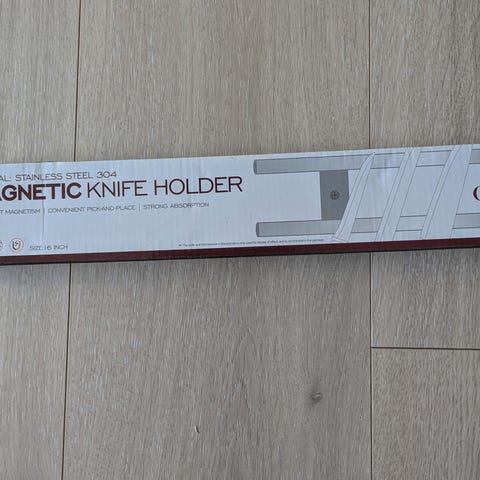 AL: STAINLESS STEEL 304
AGNETIC KNIFE HOLDER
T MAGNETISM | CONVENIENT PICK-AND-PLACE | STRONG ABSORPTION
SIZE:16 INCH